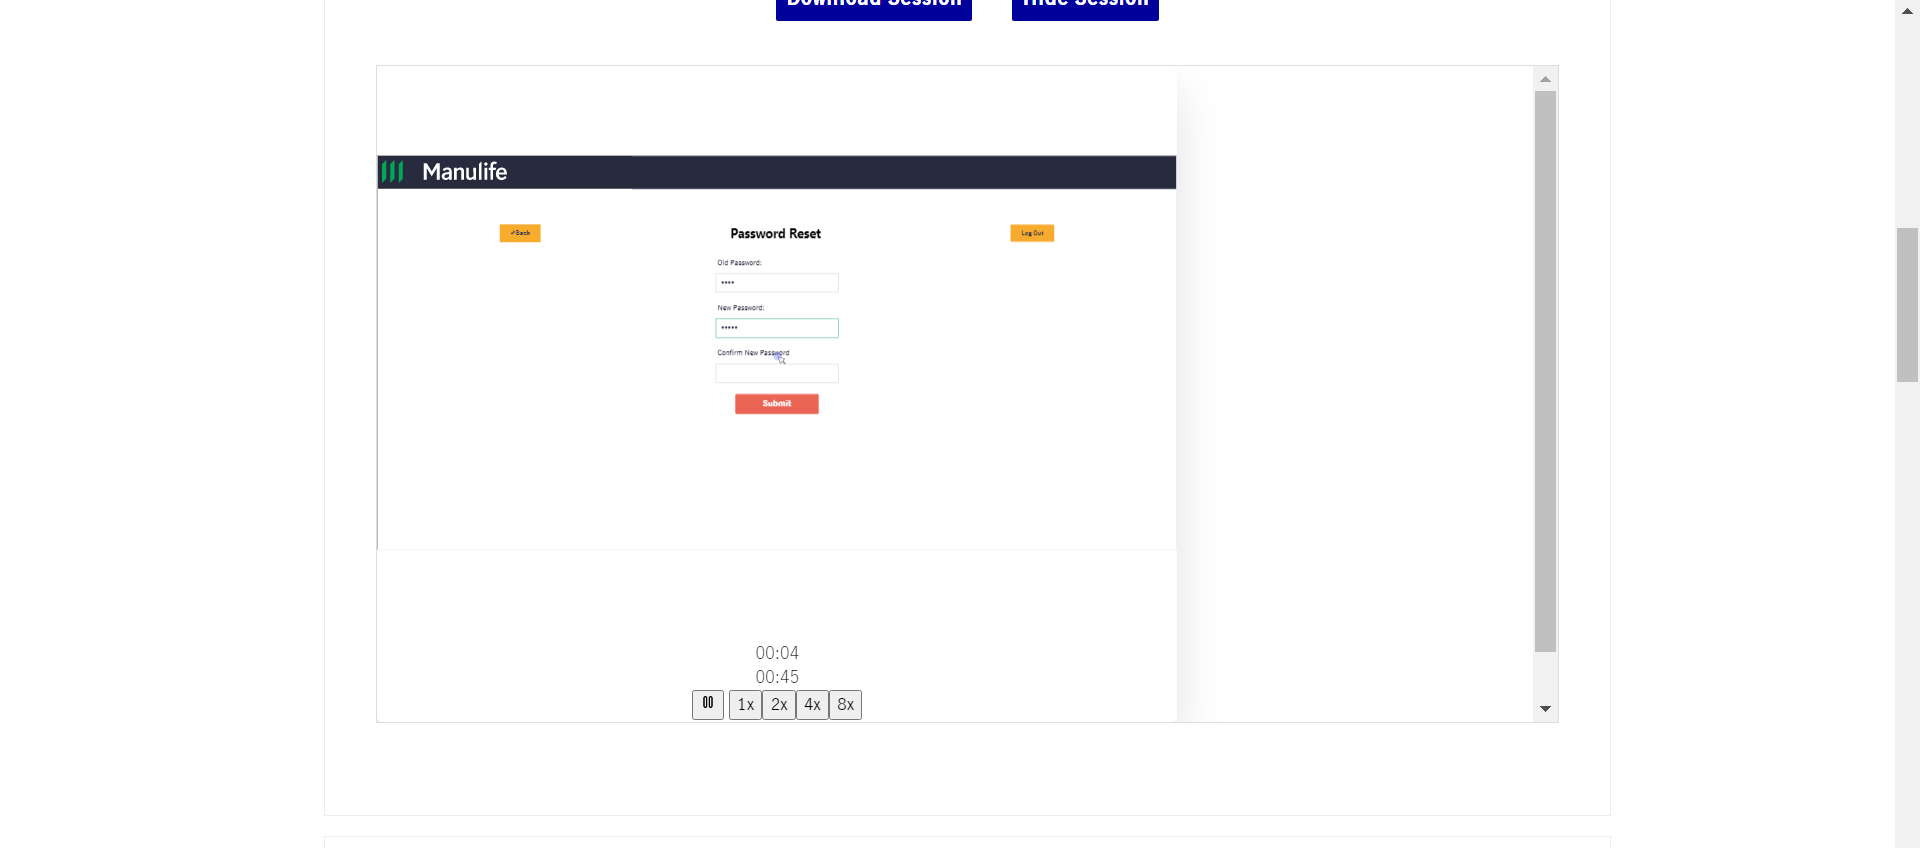 Download Session Hide Session
Manulife
Back Password Reset Log Out
Old Password:
••••
New Password:
•••••
Confirm New Password
Submit
00:04
00:45
1x 2x 4x 8x